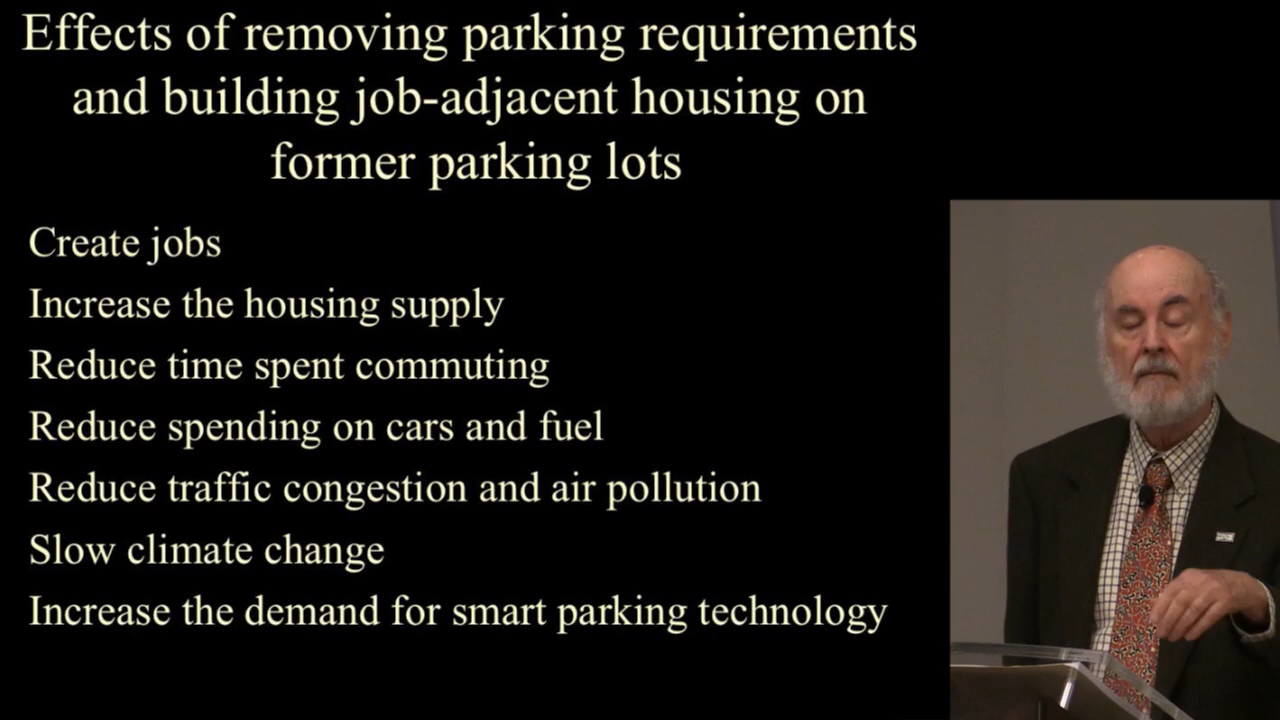 Effects of removing parking requirements
and building job-adjacent housing on
former parking lots
Create jobs
Increase the housing supply
Reduce time spent commuting
Reduce spending on cars and fuel
Reduce traffic congestion and air pollution
Slow climate change
Increase the demand for smart parking technology